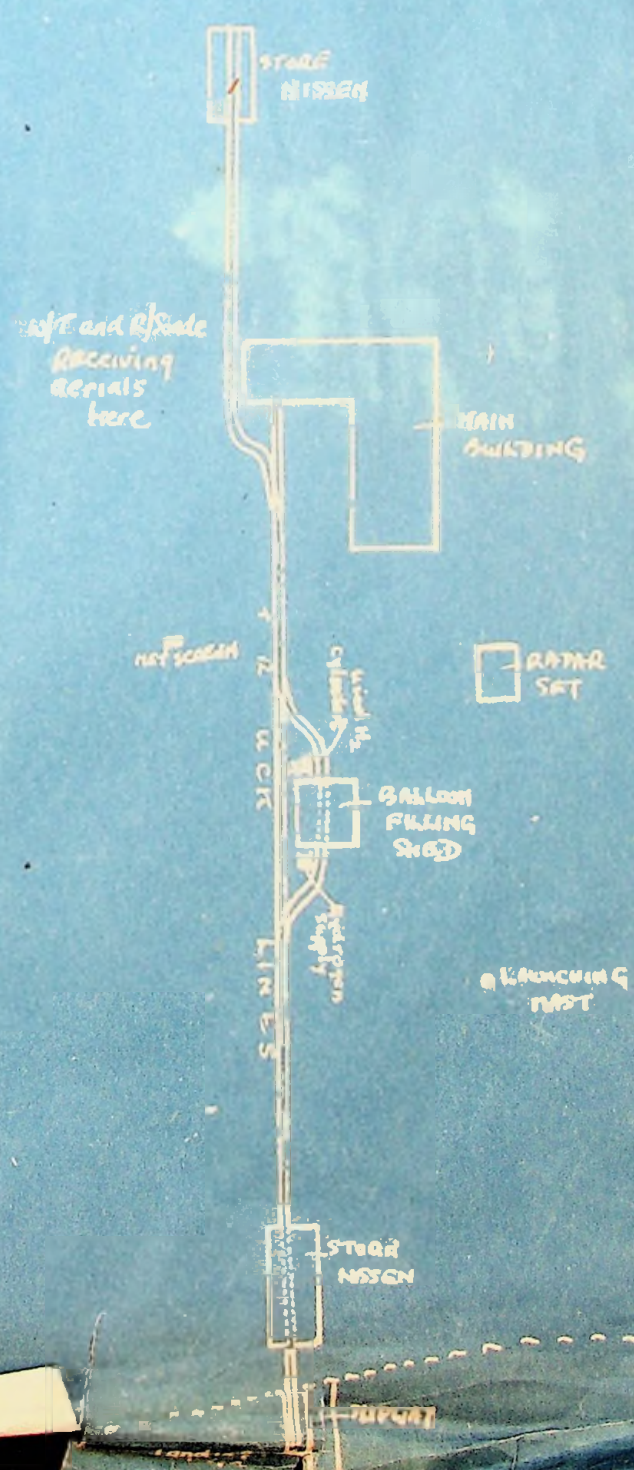 STORE
NISSEN
W/T and R/Sonde
Receiving
aerials
here
MAIN
BUILDING
MET SCREEN
RADAR
SET
TRUCK LINES
BALLOON
FILLING
SHED
Hydrogen
LAUNCHING
MAST
STORE
NISSEN